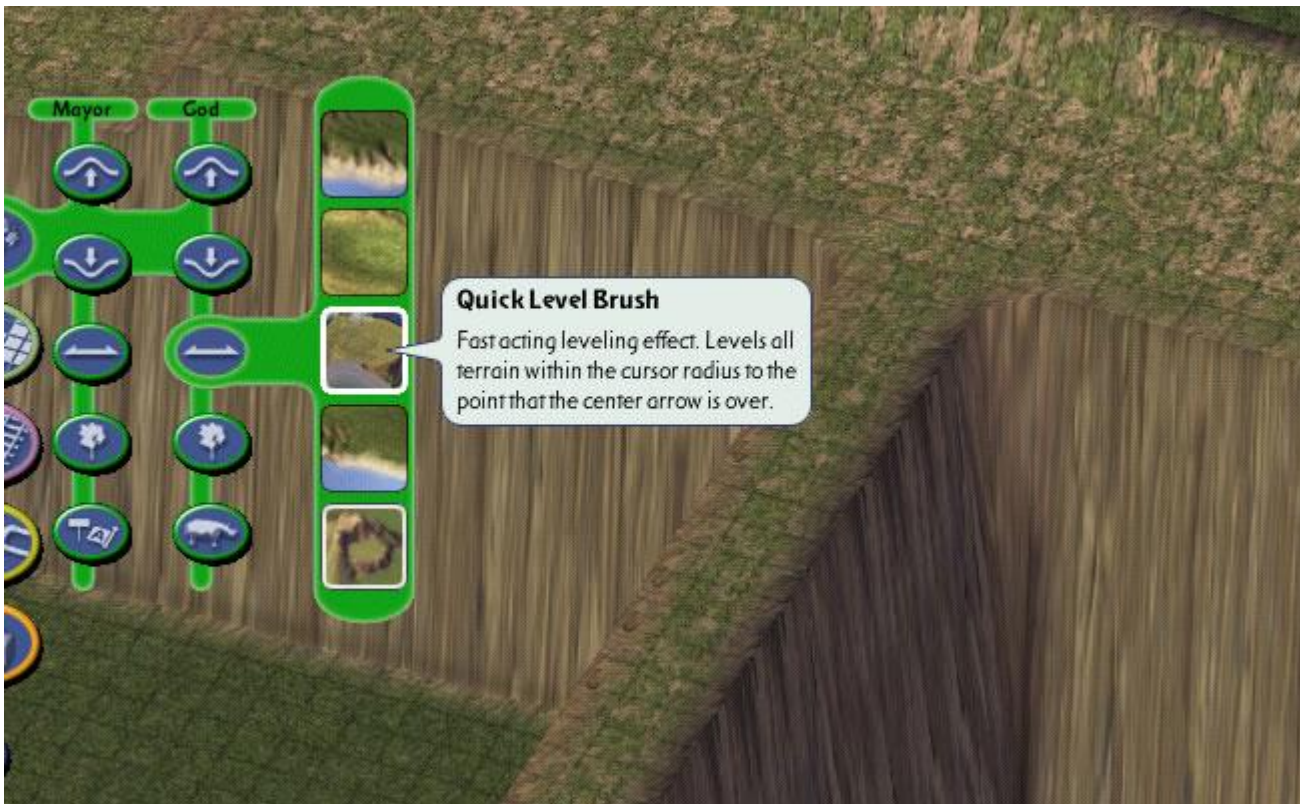 Mayor God
Quick Level Brush
Fast acting leveling effect. Levels all
terrain within the cursor radius to the
point that the center arrow is over.
A